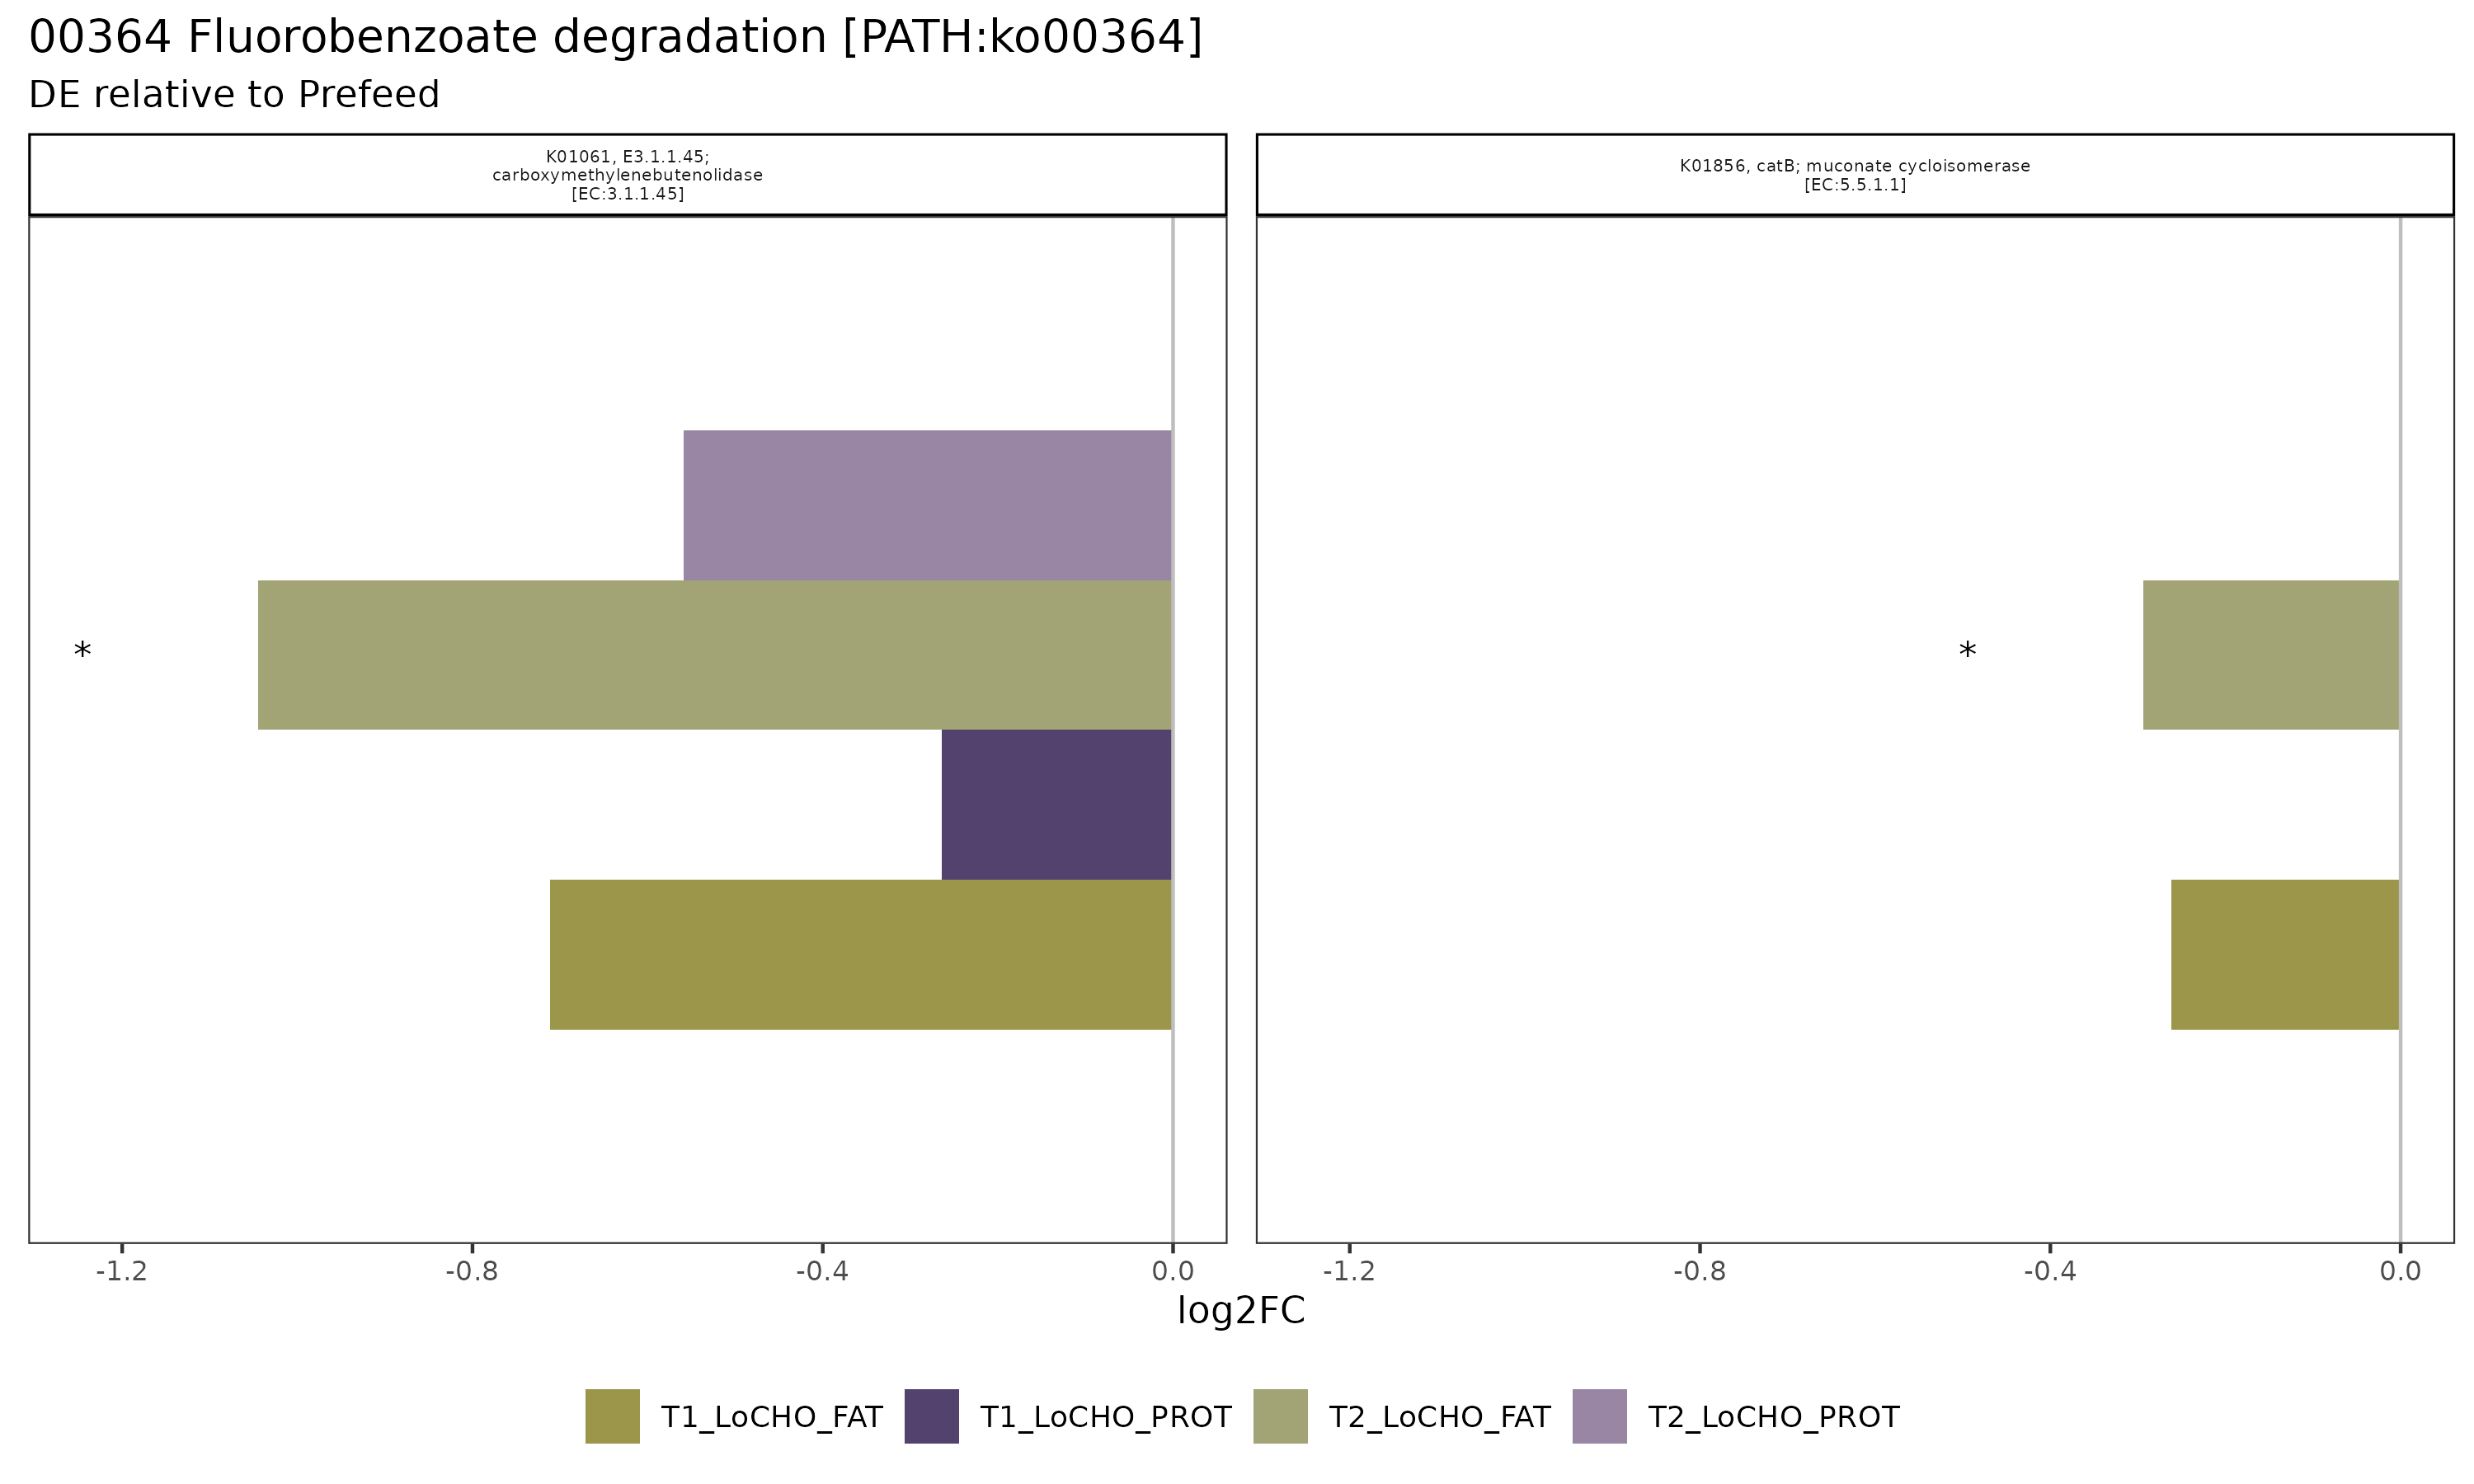 00364 Fluorobenzoate degradation [PATH:ko00364]
DE relative to Prefeed
K01061, E3.1.1.45;
carboxymethylenebutenolidase
[EC:3.1.1.45]
K01856, catB; muconate cycloisomerase
[EC:5.5.1.1]
*
*
-1.2 -0.8 -0.4 0.0 -1.2 -0.8 -0.4 0.0
log2FC
T1_LoCHO_FAT T1_LoCHO_PROT T2_LoCHO_FAT T2_LoCHO_PROT